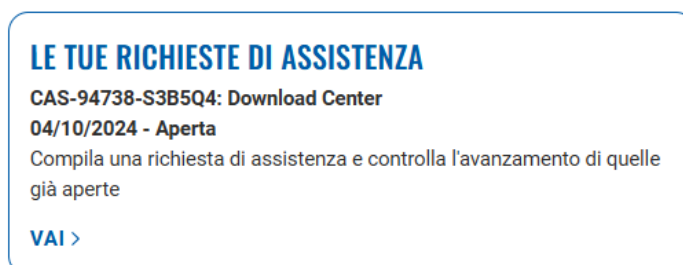 LE TUE RICHIESTE DI ASSISTENZA
CAS-94738-S3B5Q4: Download Center
04/10/2024 - Aperta
Compila una richiesta di assistenza e controlla l'avanzamento di quelle
già aperte
VAI >